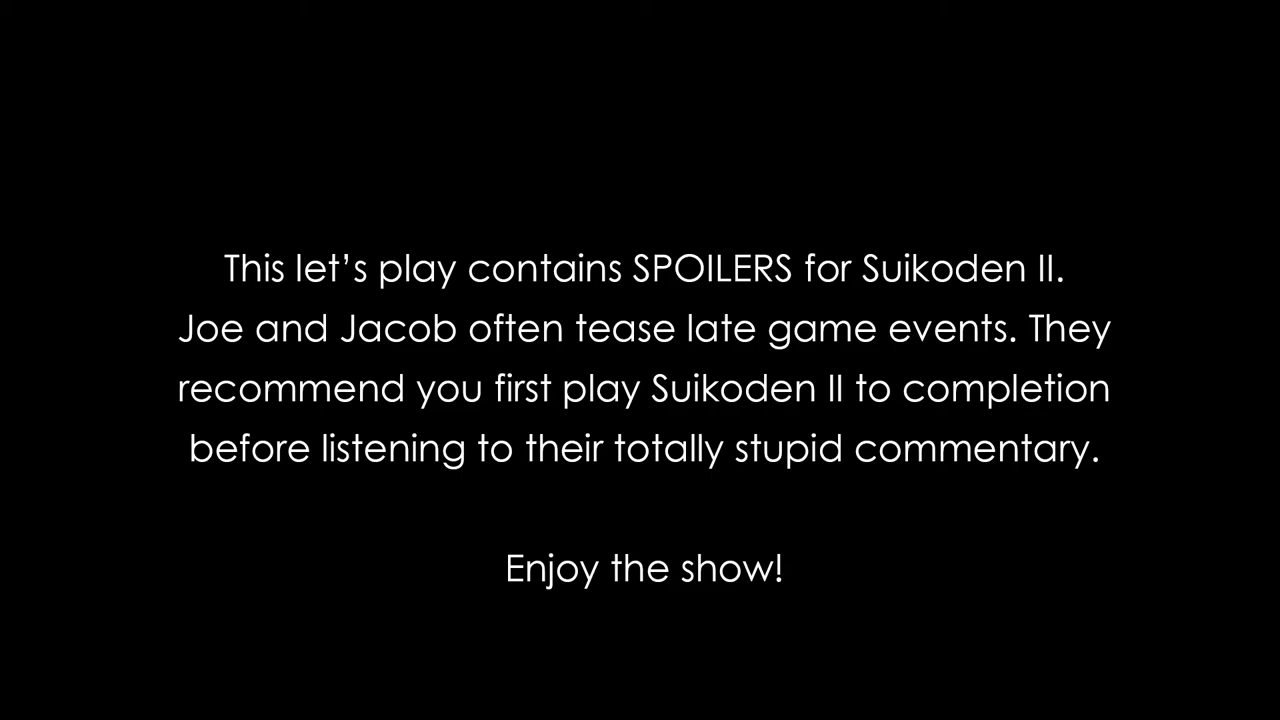 This let’s play contains SPOILERS for Suikoden II.
Joe and Jacob often tease late game events. They
recommend you first play Suikoden II to completion
before listening to their totally stupid commentary.
Enjoy the show!